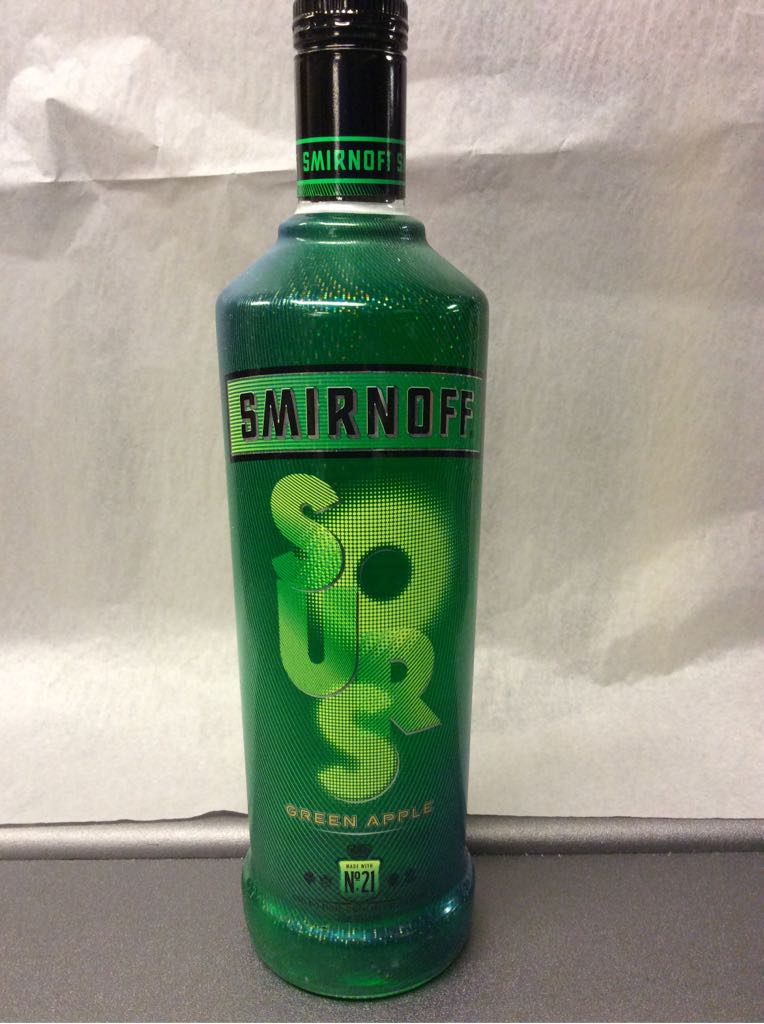 SMIRNOFF S
SMIRNOFF
SOURS
GREEN APPLE
MADE WITH
Nº21